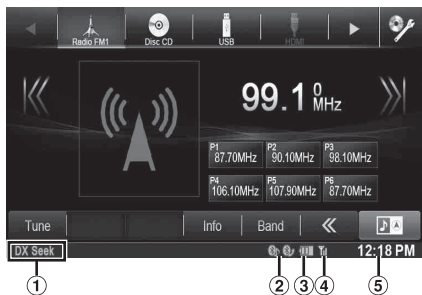 Radio FM1 Disc CD USB HDMI
99.10 MHz
P1 87.70MHz P2 90.10MHz P3 98.10MHz
P4 106.10MHz P5 107.90MHz P6 87.70MHz
Tune Info Band
DX Seek 12:18 PM
1 2 3 4 5